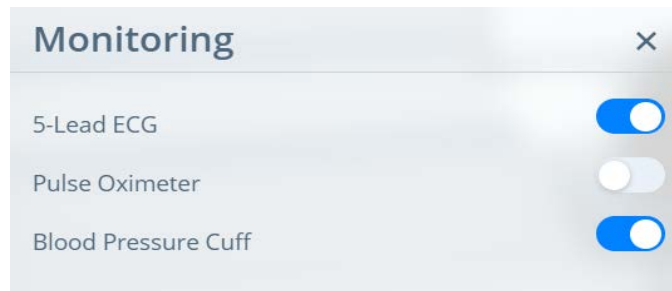 Monitoring
5-Lead ECG
Pulse Oximeter
Blood Pressure Cuff